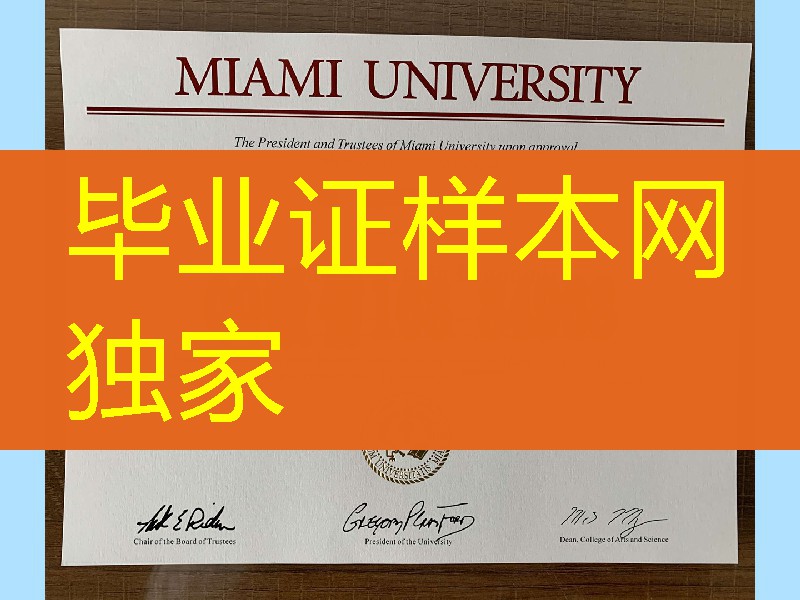 MIAMI UNIVERSITY
The President and Trustees of Miami University upon approval
毕业证样本网
独家
Chair of the Board of Trustees
President of the University
Dean, College of Arts and Science